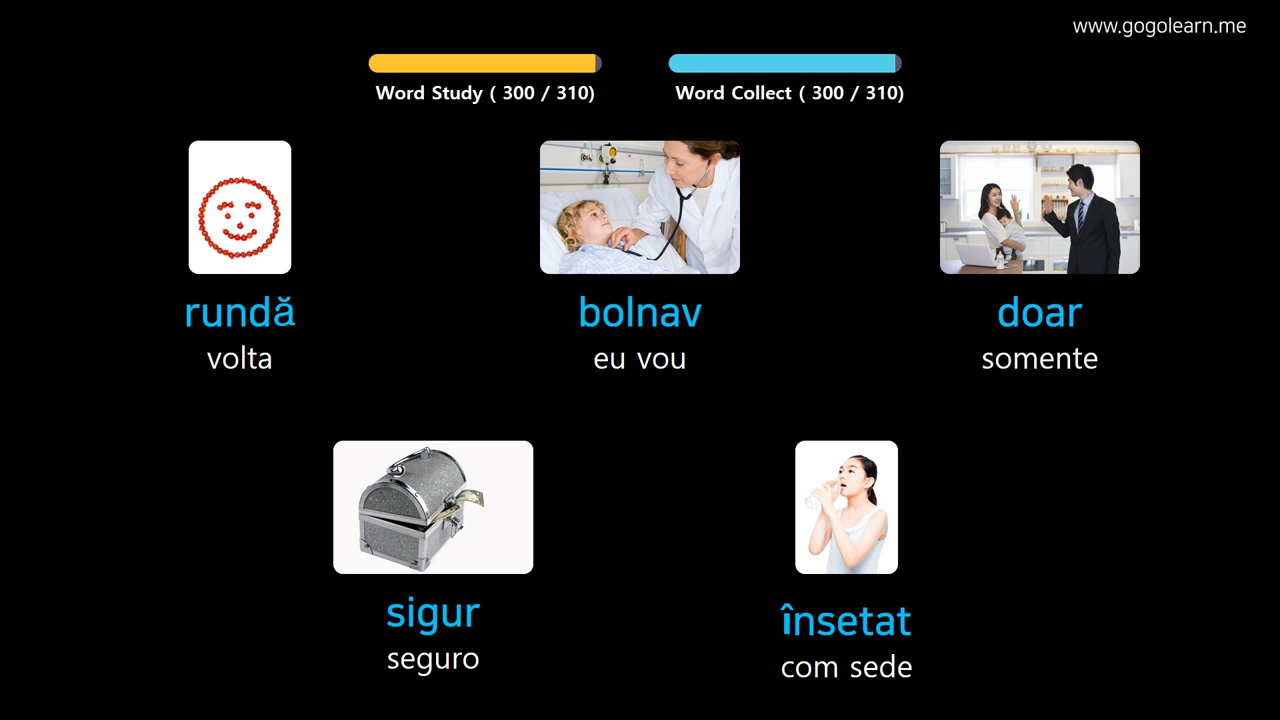 www.gogolearn.me
Word Study ( 300 / 310)
Word Collect ( 300 / 310)
rundă
volta
bolnav
eu vou
doar
somente
sigur
seguro
însetat
com sede